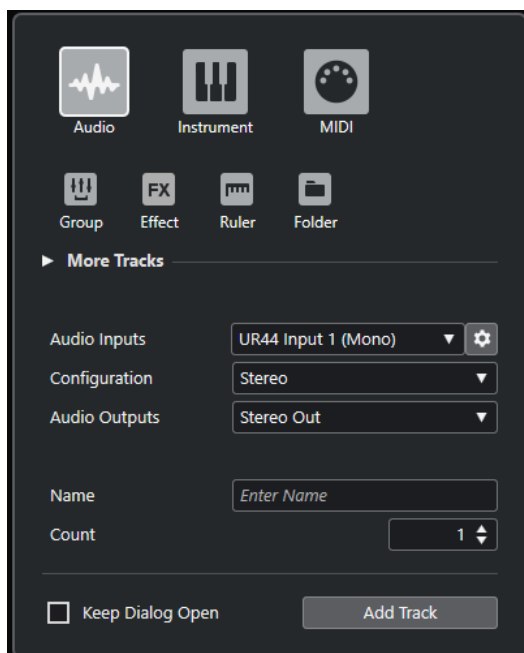 Audio Instrument MIDI
FX
Group Effect Ruler Folder
More Tracks
Audio Inputs UR44 Input 1 (Mono)
Configuration Stereo
Audio Outputs Stereo Out
Name Enter Name
Count 1
Keep Dialog Open Add Track